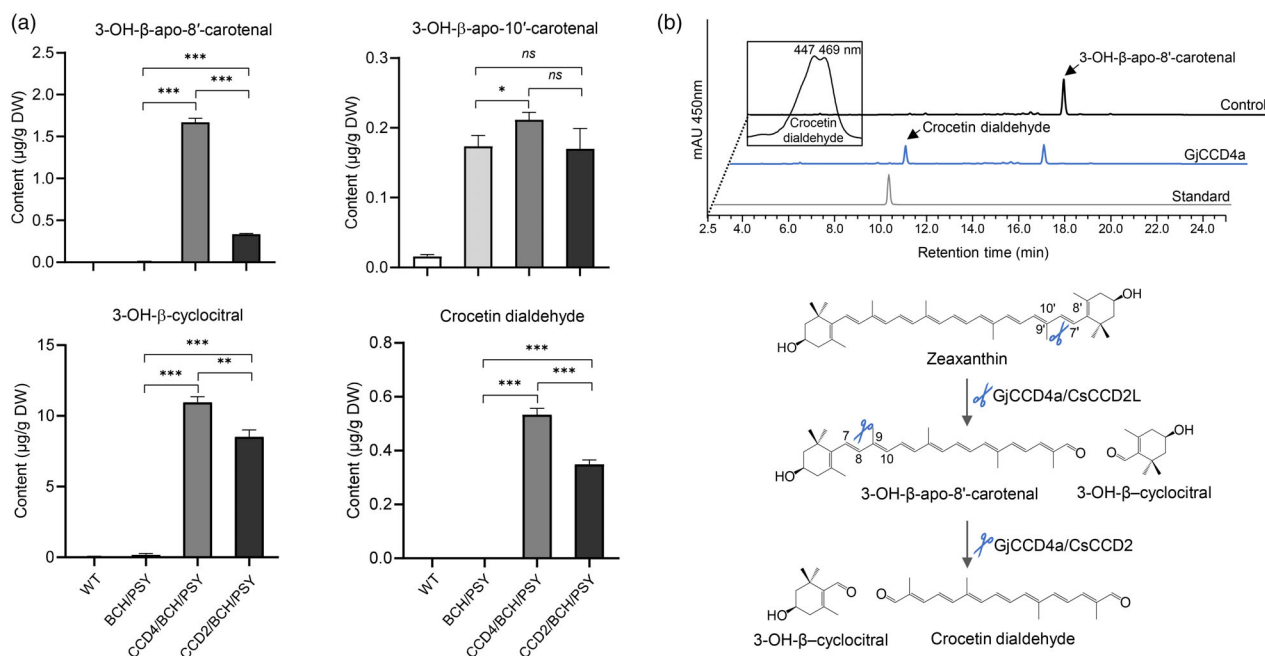 (a)
3-OH-β-apo-8′-carotenal
Content (µg/g DW)
2.5
2.0
1.5
1.0
0.5
0.0
***
***
***
3-OH-β-apo-10′-carotenal
Content (µg/g DW)
0.3
0.2
0.1
0.0
ns
ns
*
3-OH-β-cyclocitral
Content (µg/g DW)
15
10
5
0
***
***
**
WT
BCH/PSY
CCD4/BCH/PSY
CCD2/BCH/PSY
Crocetin dialdehyde
Content (µg/g DW)
0.8
0.6
0.4
0.2
0.0
***
***
***
WT
BCH/PSY
CCD4/BCH/PSY
CCD2/BCH/PSY
(b)
mAU 450nm
447 469 nm
Crocetin
dialdehyde
3-OH-β-apo-8'-carotenal
Control
Crocetin dialdehyde
GjCCD4a
Standard
2.5 4.0 6.0 8.0 10.0 12.0 14.0 16.0 18.0 20.0 22.0 24.0
Retention time (min)
HO
10'
9'
8'
7'
OH
Zeaxanthin
GjCCD4a/CsCCD2L
HO
7
8
9
10
O
3-OH-β-apo-8'-carotenal
O
OH
3-OH-β–cyclocitral
GjCCD4a/CsCCD2
HO
O
3-OH-β–cyclocitral
O
O
Crocetin dialdehyde